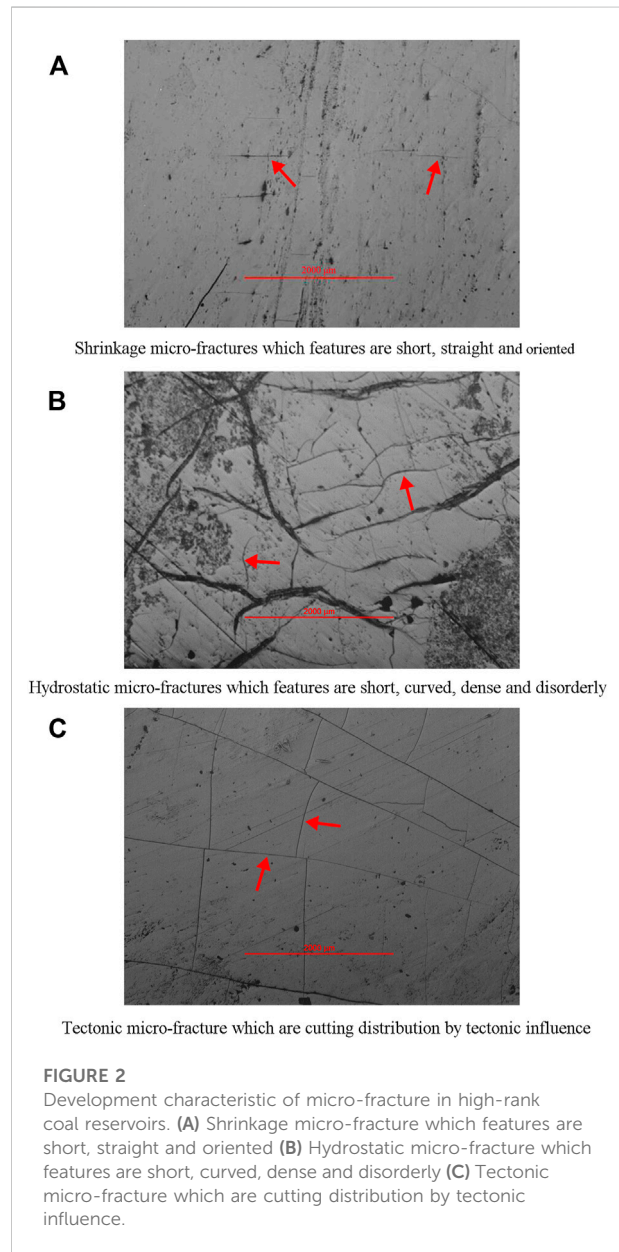 A
2000 μm
Shrinkage micro-fractures which features are short, straight and oriented
B
2000 μm
Hydrostatic micro-fractures which features are short, curved, dense and disorderly
C
Tectonic micro-fracture which are cutting distribution by tectonic influence
FIGURE 2
Development characteristic of micro-fracture in high-rank
coal reservoirs. (A) Shrinkage micro-fracture which features are
short, straight and oriented (B) Hydrostatic micro-fracture which
features are short, curved, dense and disorderly (C) Tectonic
micro-fracture which are cutting distribution by tectonic
influence.